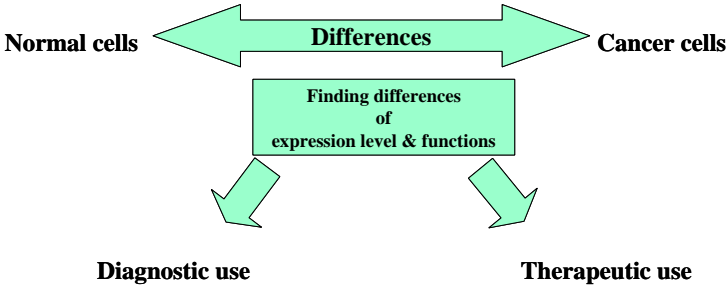 Normal cells
Differences
Cancer cells
Finding differences
of
expression level & functions
Diagnostic use
Therapeutic use